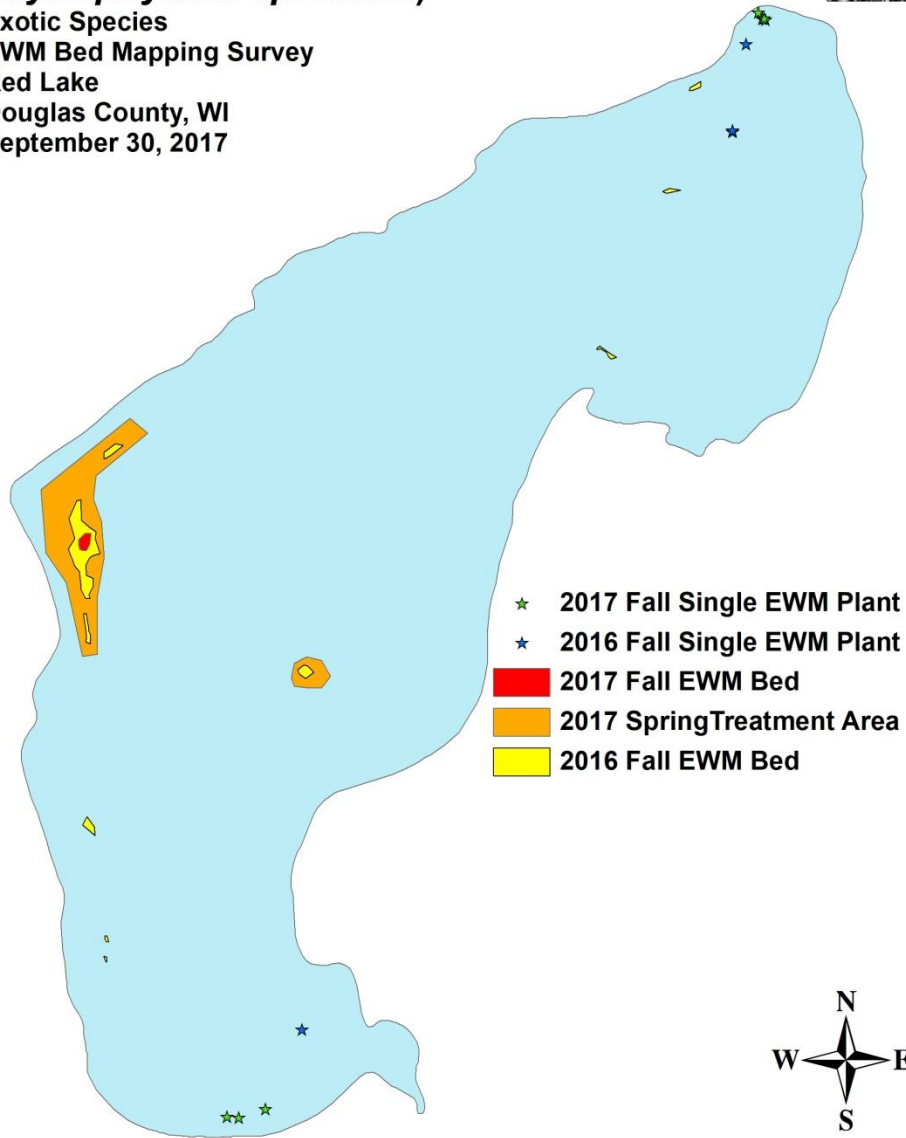 xotic Species
WM Bed Mapping Survey
ed Lake
ouglas County, WI
eptember 30, 2017
2017 Fall Single EWM Plant
2016 Fall Single EWM Plant
2017 Fall EWM Bed
2017 SpringTreatment Area
2016 Fall EWM Bed
N
W E
S